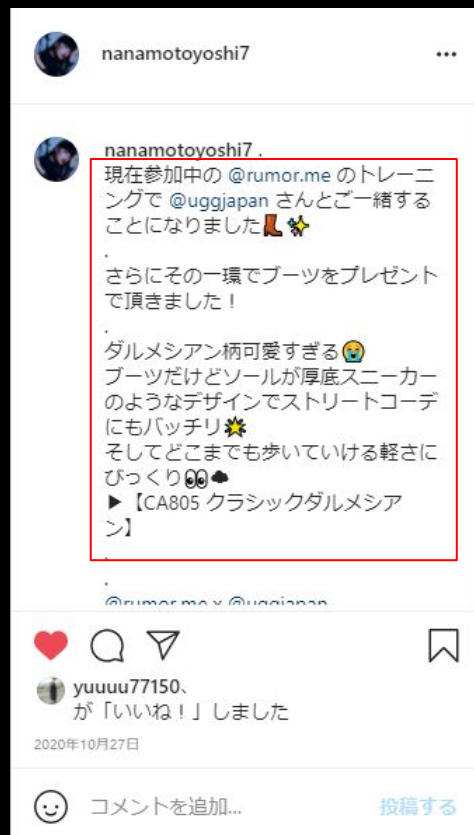 nanamotoyoshi7
nanamotoyoshi7 .
現在参加中の @rumor.me のトレーニ
ングで @uggjapan さんとご一緒する
ことになりました👢✨
.
さらにその一環でブーツをプレゼント
で頂きました！
.
ダルメシアン柄可愛すぎる😭
ブーツだけどソールが厚底スニーカー
のようなデザインでストリートコーデ
にもバッチリ🌟
そしてどこまでも歩いていける軽さに
びっくり👀☁
▶【CA805 クラシックダルメシア
ン】
.
.
@rumor.me x @uggjapan
yuuuu77150、
が「いいね！」しました
2020年10月27日
コメントを追加... 投稿する